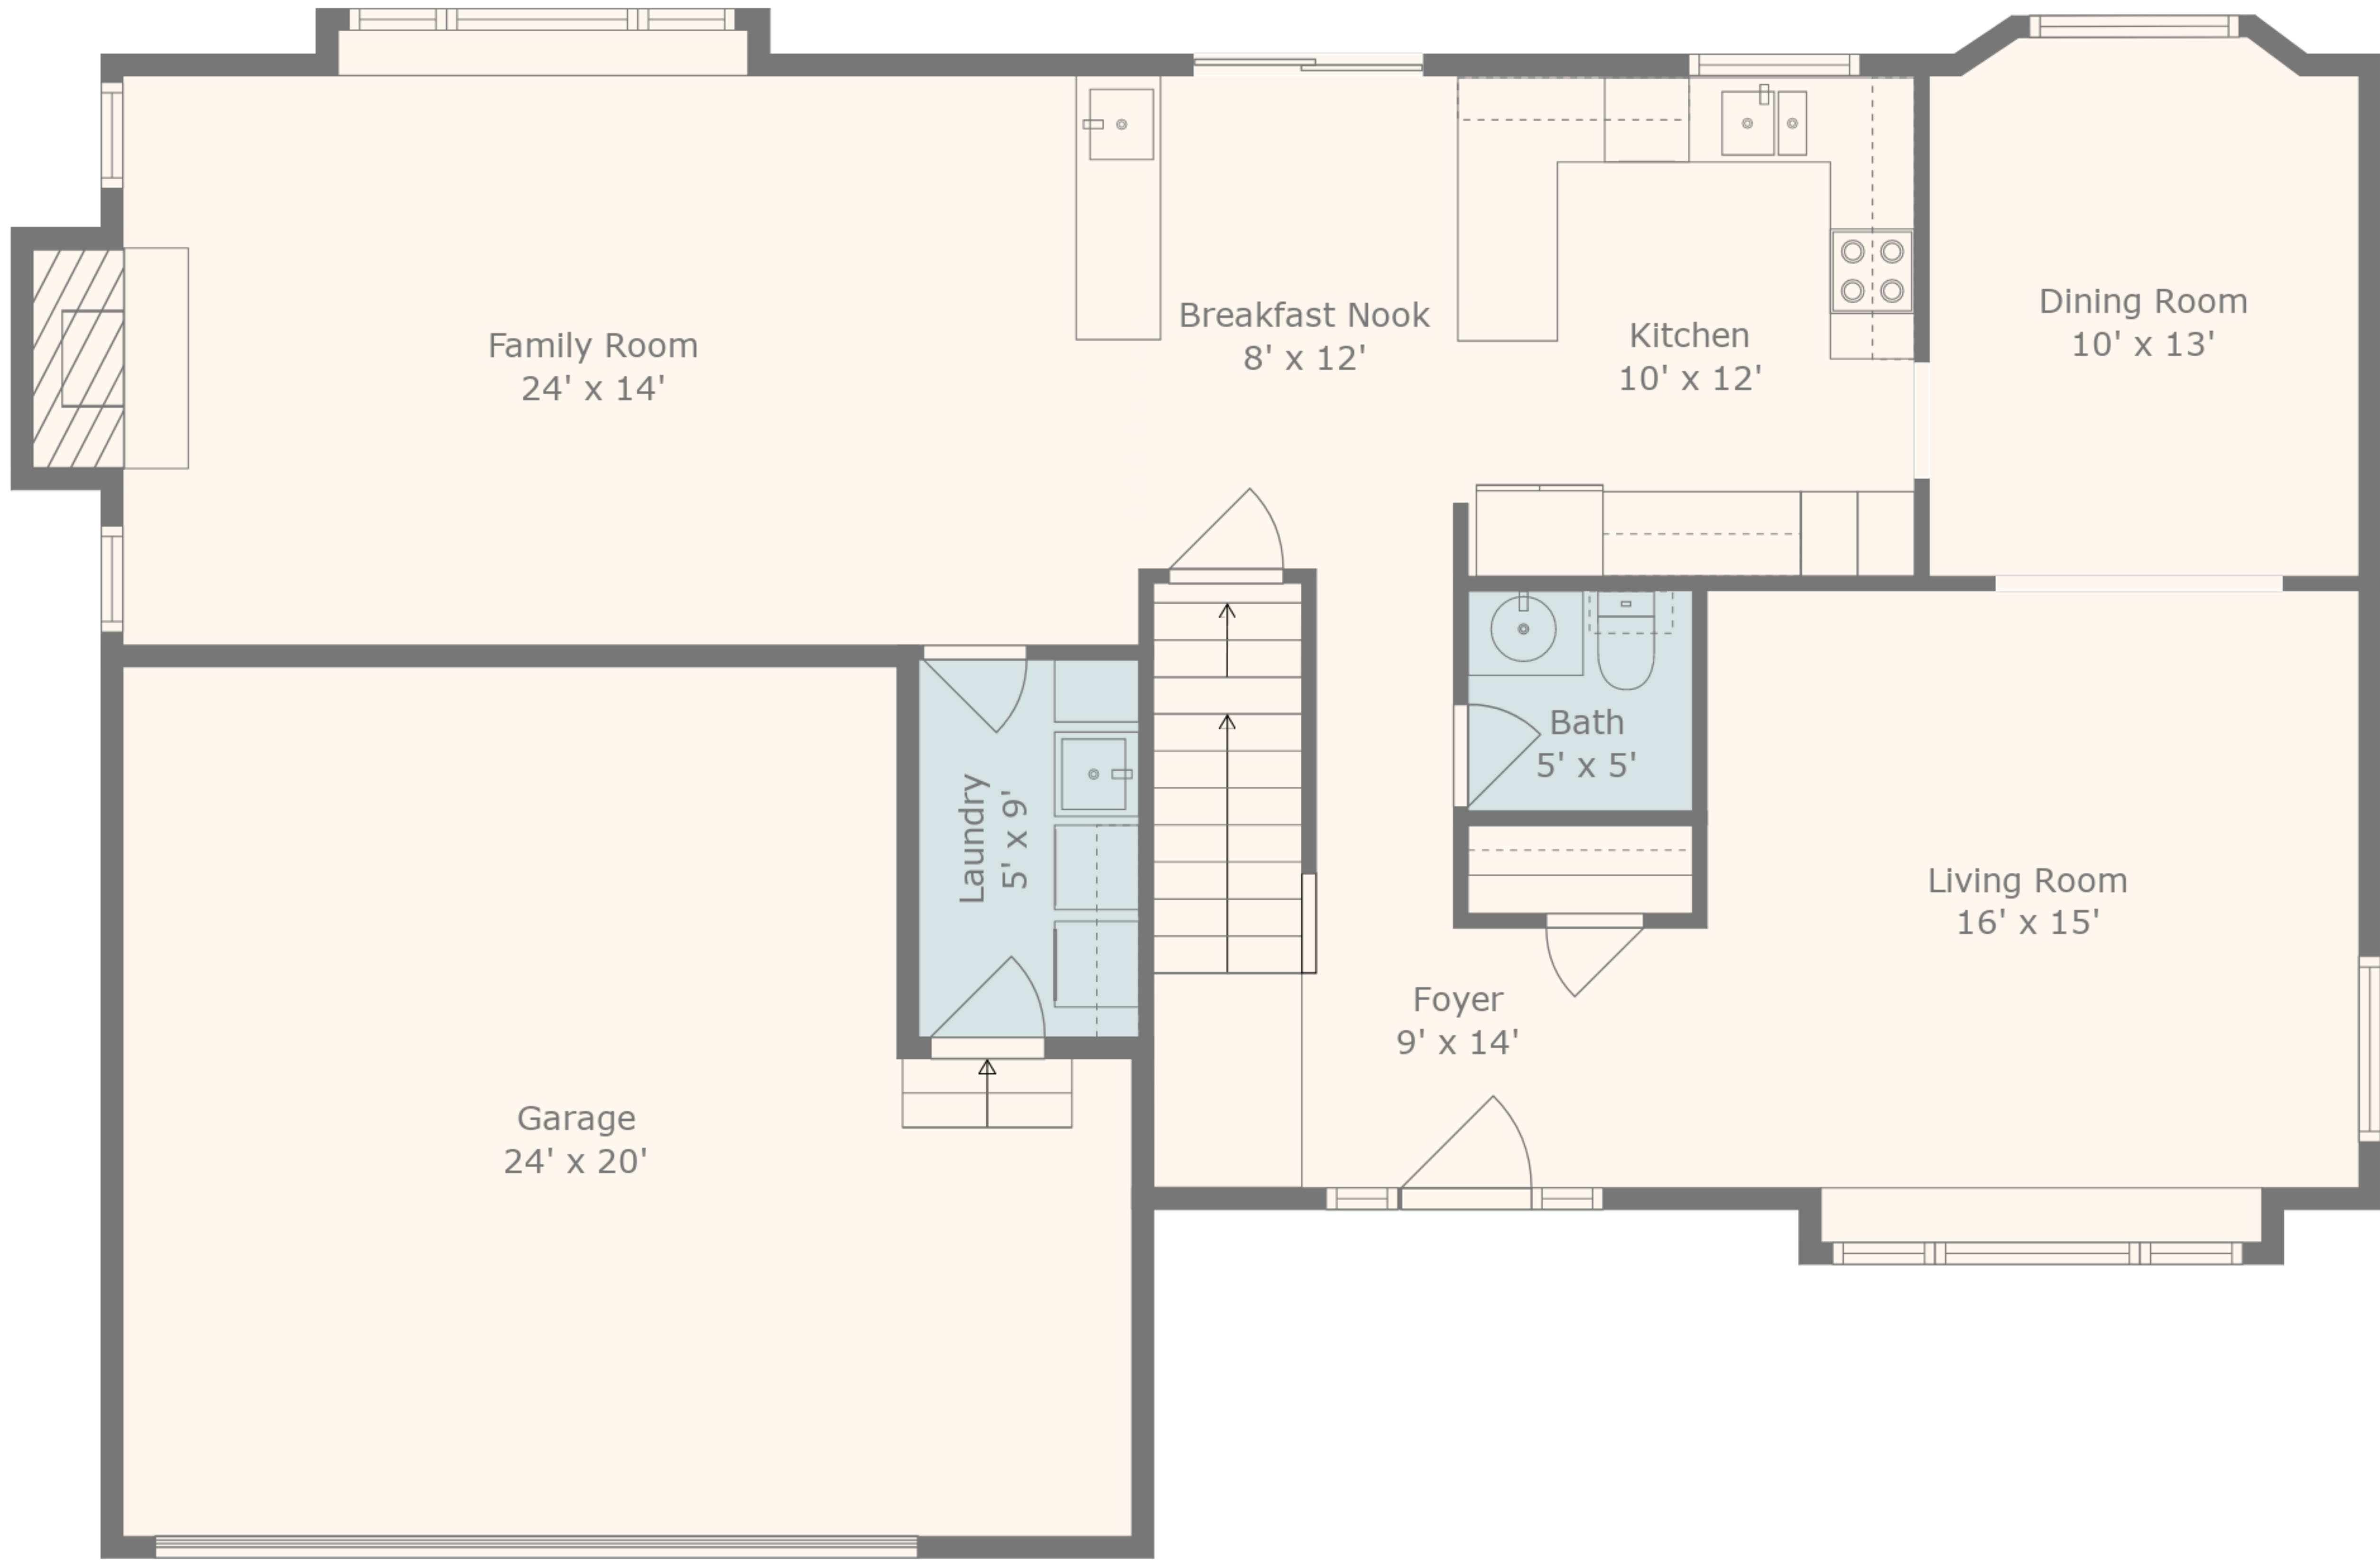 Family Room
24' x 14'
Breakfast Nook
8' x 12'
Kitchen
10' x 12'
Dining Room
10' x 13'
Bath
5' x 5'
Laundry
5' x 9'
Living Room
16' x 15'
Foyer
9' x 14'
Garage
24' x 20'